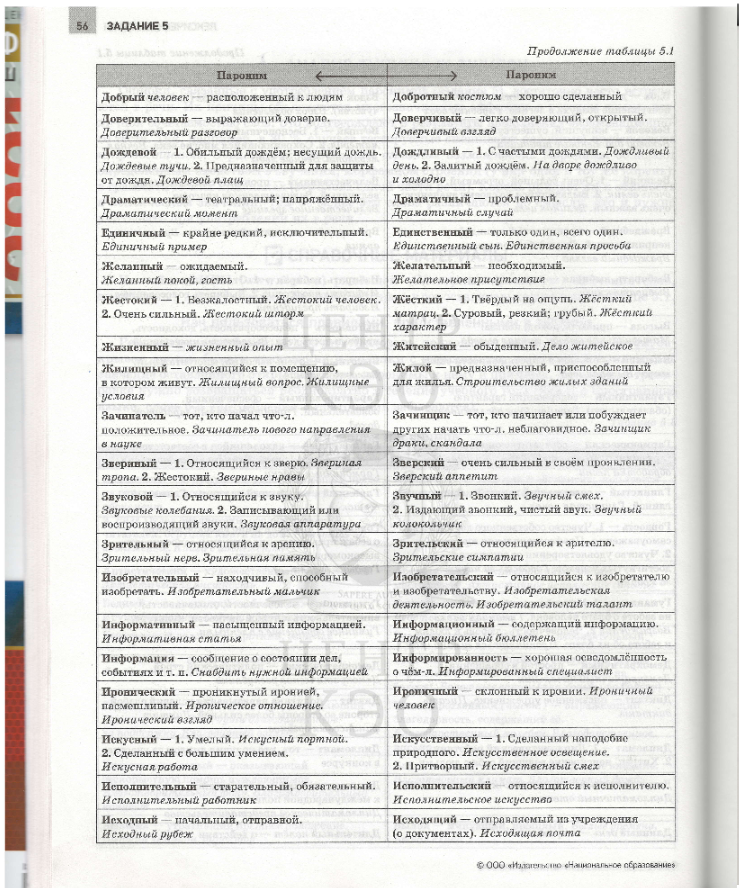 56 ЗАДАНИЕ 5
Продолжение таблицы 5.1
Пароним
Пароним
Добрый человек — расположенный к людям
Добротный костюм — хорошо сделанный
Доверительный — выражающий доверие.
Доверительный разговор
Доверчивый — легко доверяющий, открытый.
Доверчивый взгляд
Дождевой — 1. Обильный дождём; несущий дождь.
Дождевые тучи. 2. Предназначенный для защиты
от дождя. Дождевой плащ
Дождливый — 1. С частыми дождями. Дождливый
день. 2. Залитый дождём. На дворе дождливо
и холодно
Драматический — театральный; напряжённый.
Драматический момент
Драматичный — проблемный.
Драматичный случай
Единичный — крайне редкий, исключительный.
Единичный пример
Единственный — только один, всего один.
Единственный сын. Единственная просьба
Желанный — ожидаемый.
Желанный покой, гость
Желательный — необходимый.
Желательное присутствие
Жестокий — 1. Безжалостный. Жестокий человек.
2. Очень сильный. Жестокий шторм
Жёсткий — 1. Твёрдый на ощупь. Жёсткий
матрац. 2. Суровый, резкий; грубый. Жёсткий
характер
Жизненный — жизненный опыт
Житейский — обыденный. Дело житейское
Жилищный — относящийся к помещению,
в котором живут. Жилищный вопрос. Жилищные
условия
Жилой — предназначенный, приспособленный
для жилья. Строительство жилых зданий
Зачинатель — тот, кто начал что-л.
положительное. Зачинатель нового направления
в науке
Зачинщик — тот, кто начинает или побуждает
других начать что-л. неблаговидное. Зачинщик
драки, скандала
Звериный — 1. Относящийся к зверю. Звериная
тропа. 2. Жестокий. Звериные нравы
Зверский — очень сильный в своём проявлении.
Зверский аппетит
Звуковой — 1. Относящийся к звуку.
Звуковые колебания. 2. Записывающий или
воспроизводящий звуки. Звуковая аппаратура
Звучный — 1. Звонкий. Звучный смех.
2. Издающий звонкий, чистый звук. Звучный
колокольчик
Зрительный — относящийся к зрению.
Зрительный нерв. Зрительная память
Зрительский — относящийся к зрителю.
Зрительские симпатии
Изобретательный — находчивый, способный
изобретать. Изобретательный мальчик
Изобретательский — относящийся к изобретателю
и изобретательству. Изобретательская
деятельность. Изобретательский талант
Информативный — насыщенный информацией.
Информативная статья
Информационный — содержащий информацию.
Информационный бюллетень
Информация — сообщение о состоянии дел,
событиях и т. п. Снабдить нужной информацией
Информированность — хорошая осведомлённость
о чём-л. Информированный специалист
Иронический — проникнутый иронией,
насмешливый. Ироническое отношение.
Иронический взгляд
Ироничный — склонный к иронии. Ироничный
человек
Искусный — 1. Умелый. Искусный портной.
2. Сделанный с большим умением.
Искусная работа
Искусственный — 1. Сделанный наподобие
природного. Искусственное освещение.
2. Притворный. Искусственный смех
Исполнительный — старательный, обязательный.
Исполнительный работник
Исполнительский — относящийся к исполнителю.
Исполнительское искусство
Исходный — начальный, отправной.
Исходный рубеж
Исходящий — отправляемый из учреждения
(о документах). Исходящая почта
ЦЕНТР
КЭО
ЦЕНТР
КЭО
© ООО «Издательство «Национальное образование»